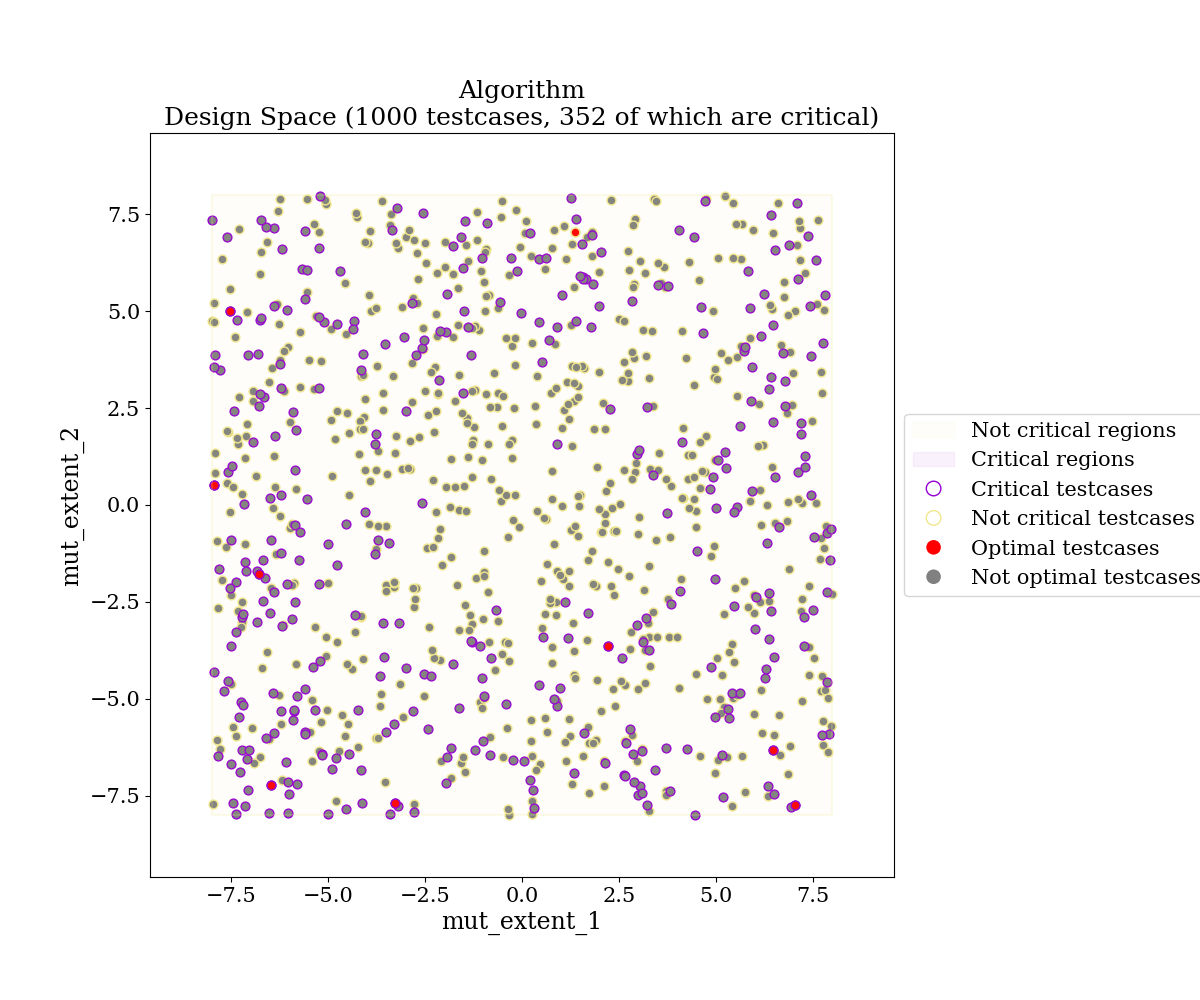 Algorithm
Design Space (1000 testcases, 352 of which are critical)
7.5
5.0
2.5
0.0
−2.5
−5.0
−7.5
mut_extent_2
−7.5 −5.0 −2.5 0.0 2.5 5.0 7.5
mut_extent_1
Not critical regions
Critical regions
Critical testcases
Not critical testcases
Optimal testcases
Not optimal testcases